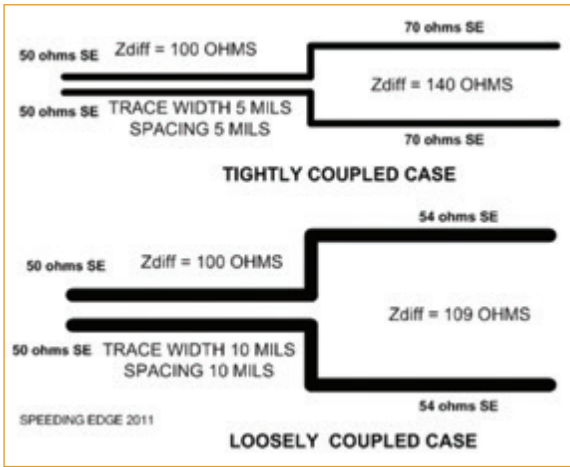 70 ohms SE
50 ohms SE Zdiff = 100 OHMS
Zdiff = 140 OHMS
50 ohms SE TRACE WIDTH 5 MILS
SPACING 5 MILS
70 ohms SE
TIGHTLY COUPLED CASE
54 ohms SE
50 ohms SE Zdiff = 100 OHMS
Zdiff = 109 OHMS
50 ohms SE TRACE WIDTH 10 MILS
SPACING 10 MILS
54 ohms SE
SPEEDING EDGE 2011
LOOSELY COUPLED CASE